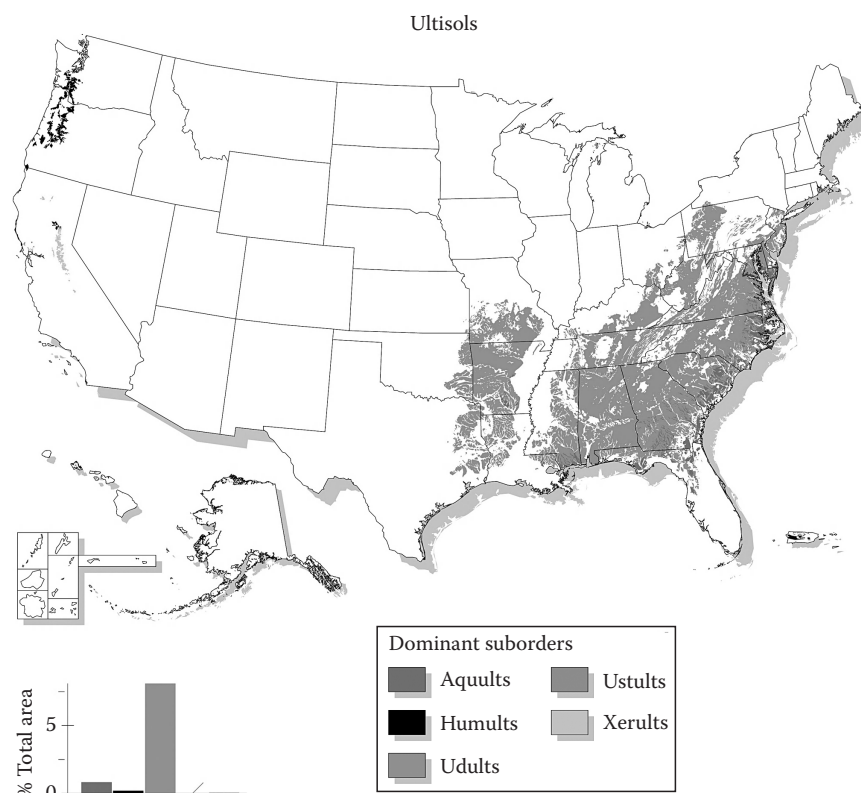 Ultisols
Dominant suborders
Aquults
Ustults
Humults
Xerults
Udults
% Total area
5
0